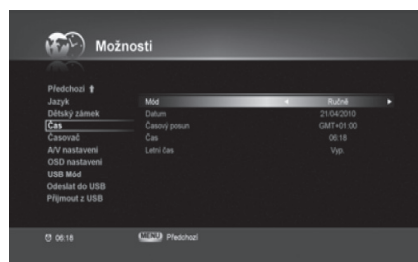 Možnosti
Předchozí
Jazyk
Dětský zámek
Čas
Časovač
A/V nastavení
OSD nastavení
USB Mód
Odeslat do USB
Přijmout z USB
Mód Ručně
Datum 21/04/2010
Časový posun GMT+01:00
Čas 06:18
Letní čas Vyp.
06:18 MENU Předchozí